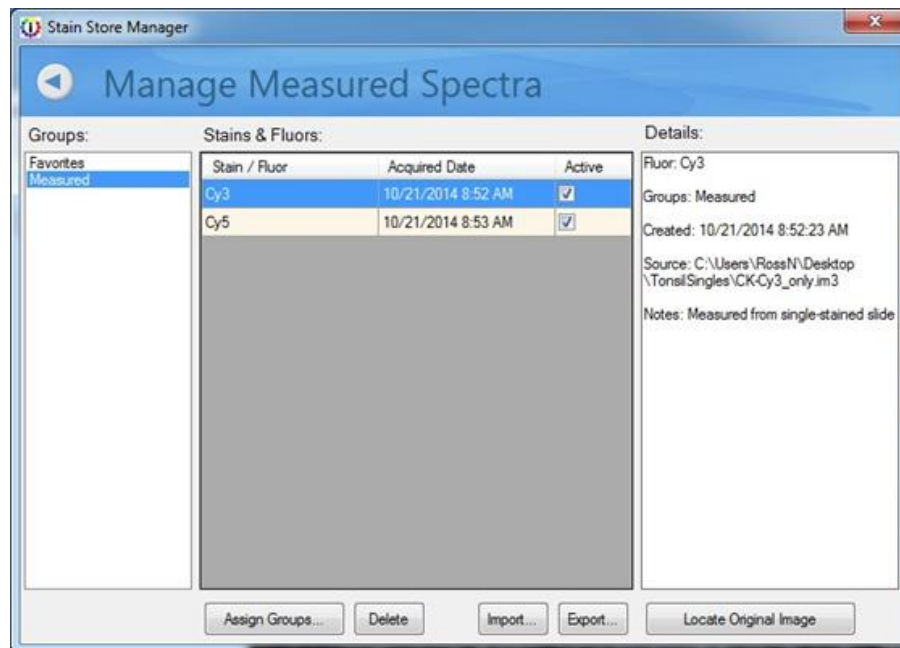 Stain Store Manager
Manage Measured Spectra
Groups:
Favorites
Measured
Stains & Fluors:
Stain / Fluor Acquired Date Active
Cy3 10/21/2014 8:52 AM
Cy5 10/21/2014 8:53 AM
Details:
Fluor: Cy3
Groups: Measured
Created: 10/21/2014 8:52:23 AM
Source: C:\Users\RossN\Desktop
\TonsilSingles\CK-Cy3_only.im3
Notes: Measured from single-stained slide
Assign Groups... Delete Import... Export... Locate Original Image